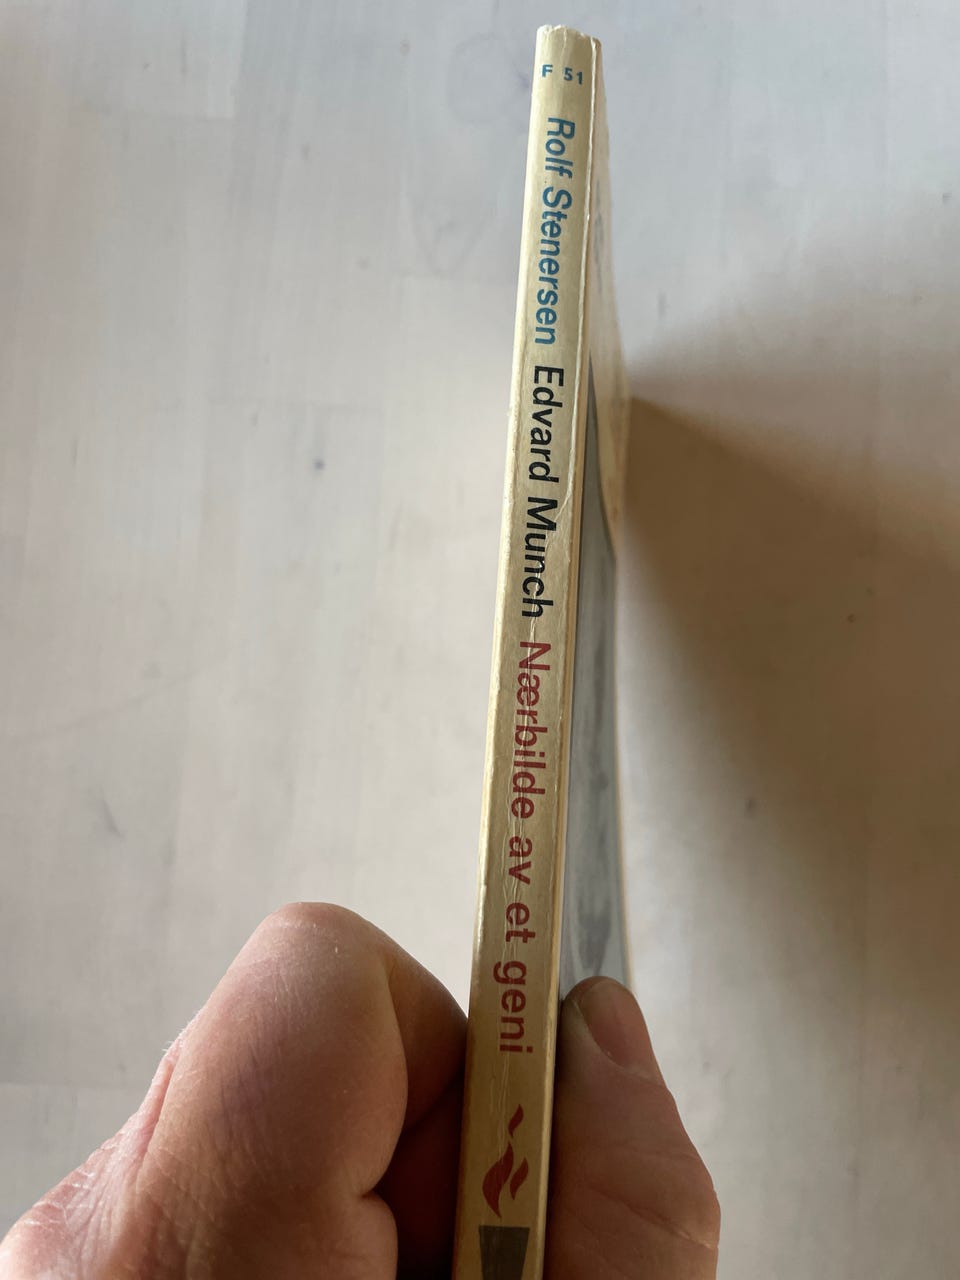 F 51
Rolf Stenersen Edvard Munch Nærbilde av et geni